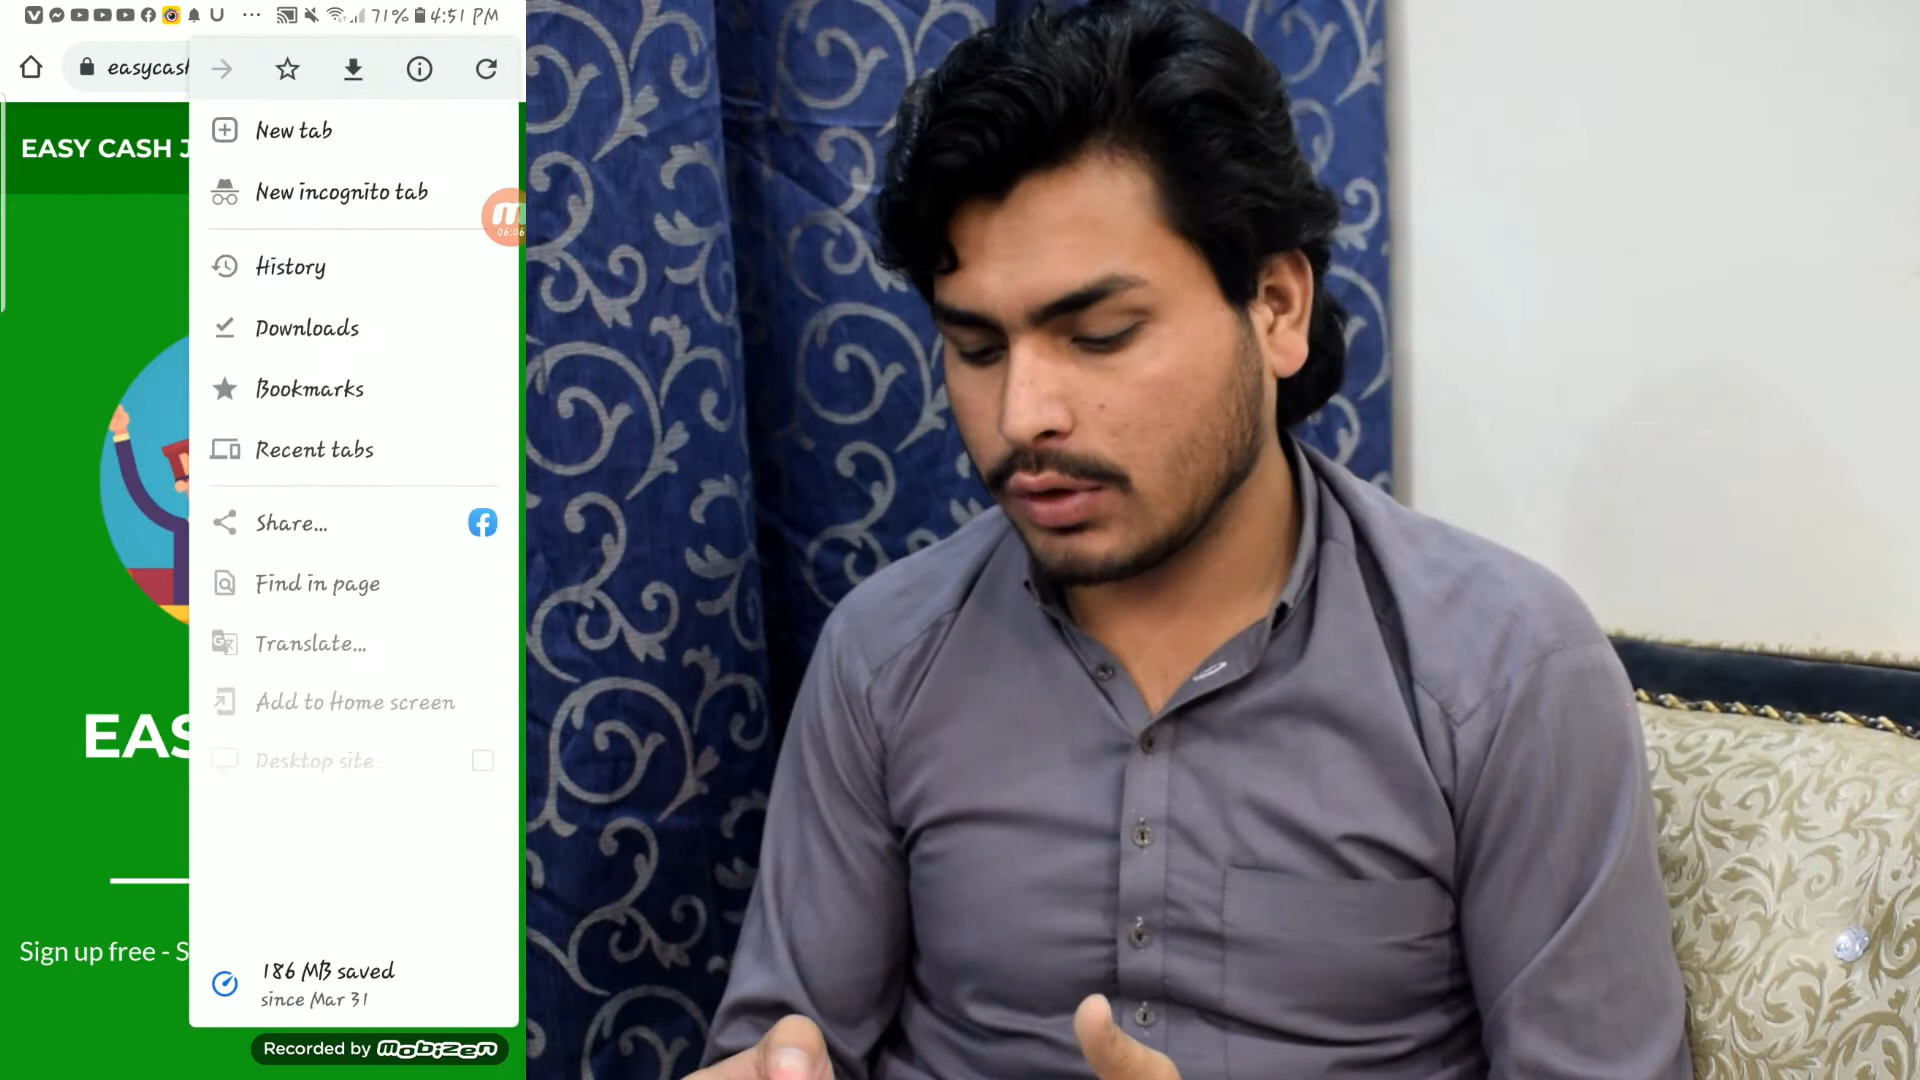 71% 4:51 PM
easycash
EASY CASH J
New tab
New incognito tab
06:06
History
Downloads
Bookmarks
Recent tabs
Share...
Find in page
Translate...
Add to Home screen
EAS
Desktop site
Sign up free - S
186 MB saved
since Mar 31
Recorded by mobizen